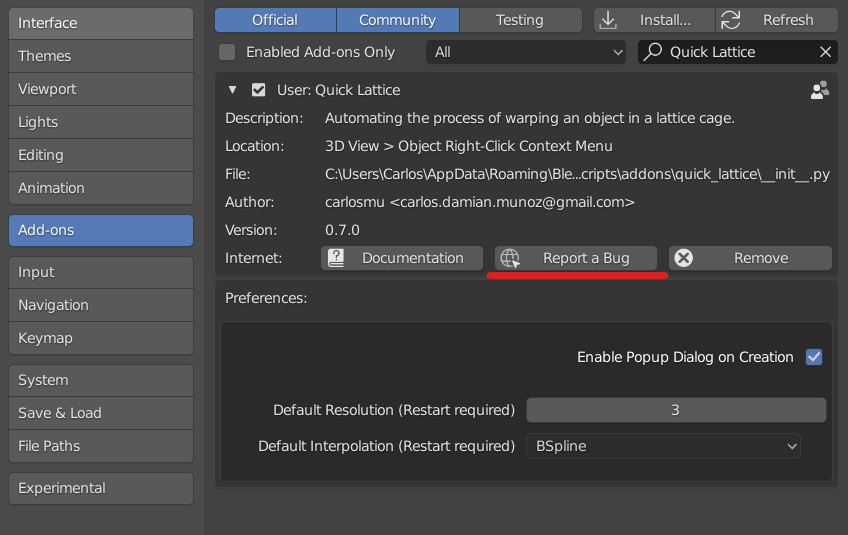 Interface
Themes
Viewport
Lights
Editing
Animation
Add-ons
Input
Navigation
Keymap
System
Save & Load
File Paths
Experimental
Official Community Testing Install... Refresh
Enabled Add-ons Only All Quick Lattice
User: Quick Lattice
Description: Automating the process of warping an object in a lattice cage.
Location: 3D View > Object Right-Click Context Menu
File: C:\Users\Carlos\AppData\Roaming\Ble...cripts\addons\quick_lattice\__init__.py
Author: carlosmu <carlos.damian.munoz@gmail.com>
Version: 0.7.0
Internet: Documentation Report a Bug Remove
Preferences:
Enable Popup Dialog on Creation
Default Resolution (Restart required) 3
Default Interpolation (Restart required) BSpline